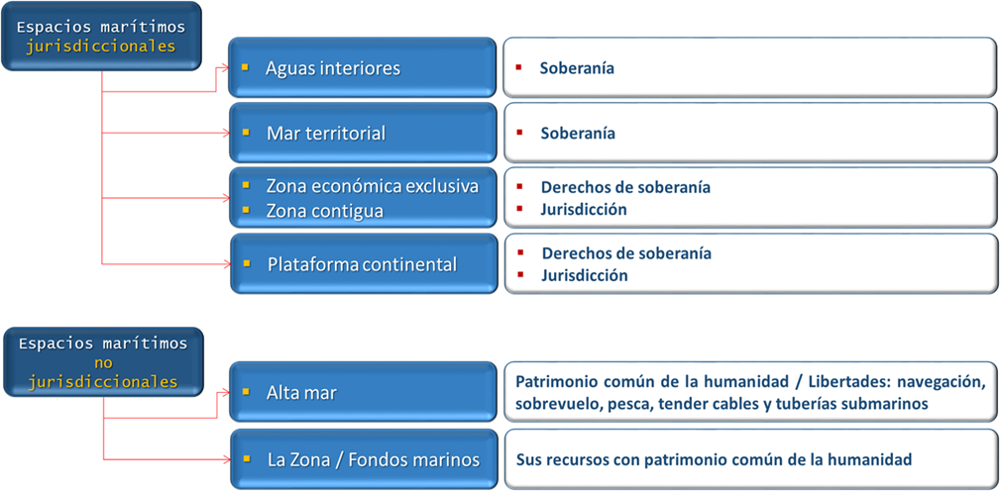 Espacios marítimos
jurisdiccionales
Aguas interiores
Soberanía
Mar territorial
Soberanía
Zona económica exclusiva
Zona contigua
Derechos de soberanía
Jurisdicción
Plataforma continental
Derechos de soberanía
Jurisdicción
Espacios marítimos
no
jurisdiccionales
Alta mar
Patrimonio común de la humanidad / Libertades: navegación,
sobrevuelo, pesca, tender cables y tuberías submarinos
La Zona / Fondos marinos
Sus recursos con patrimonio común de la humanidad